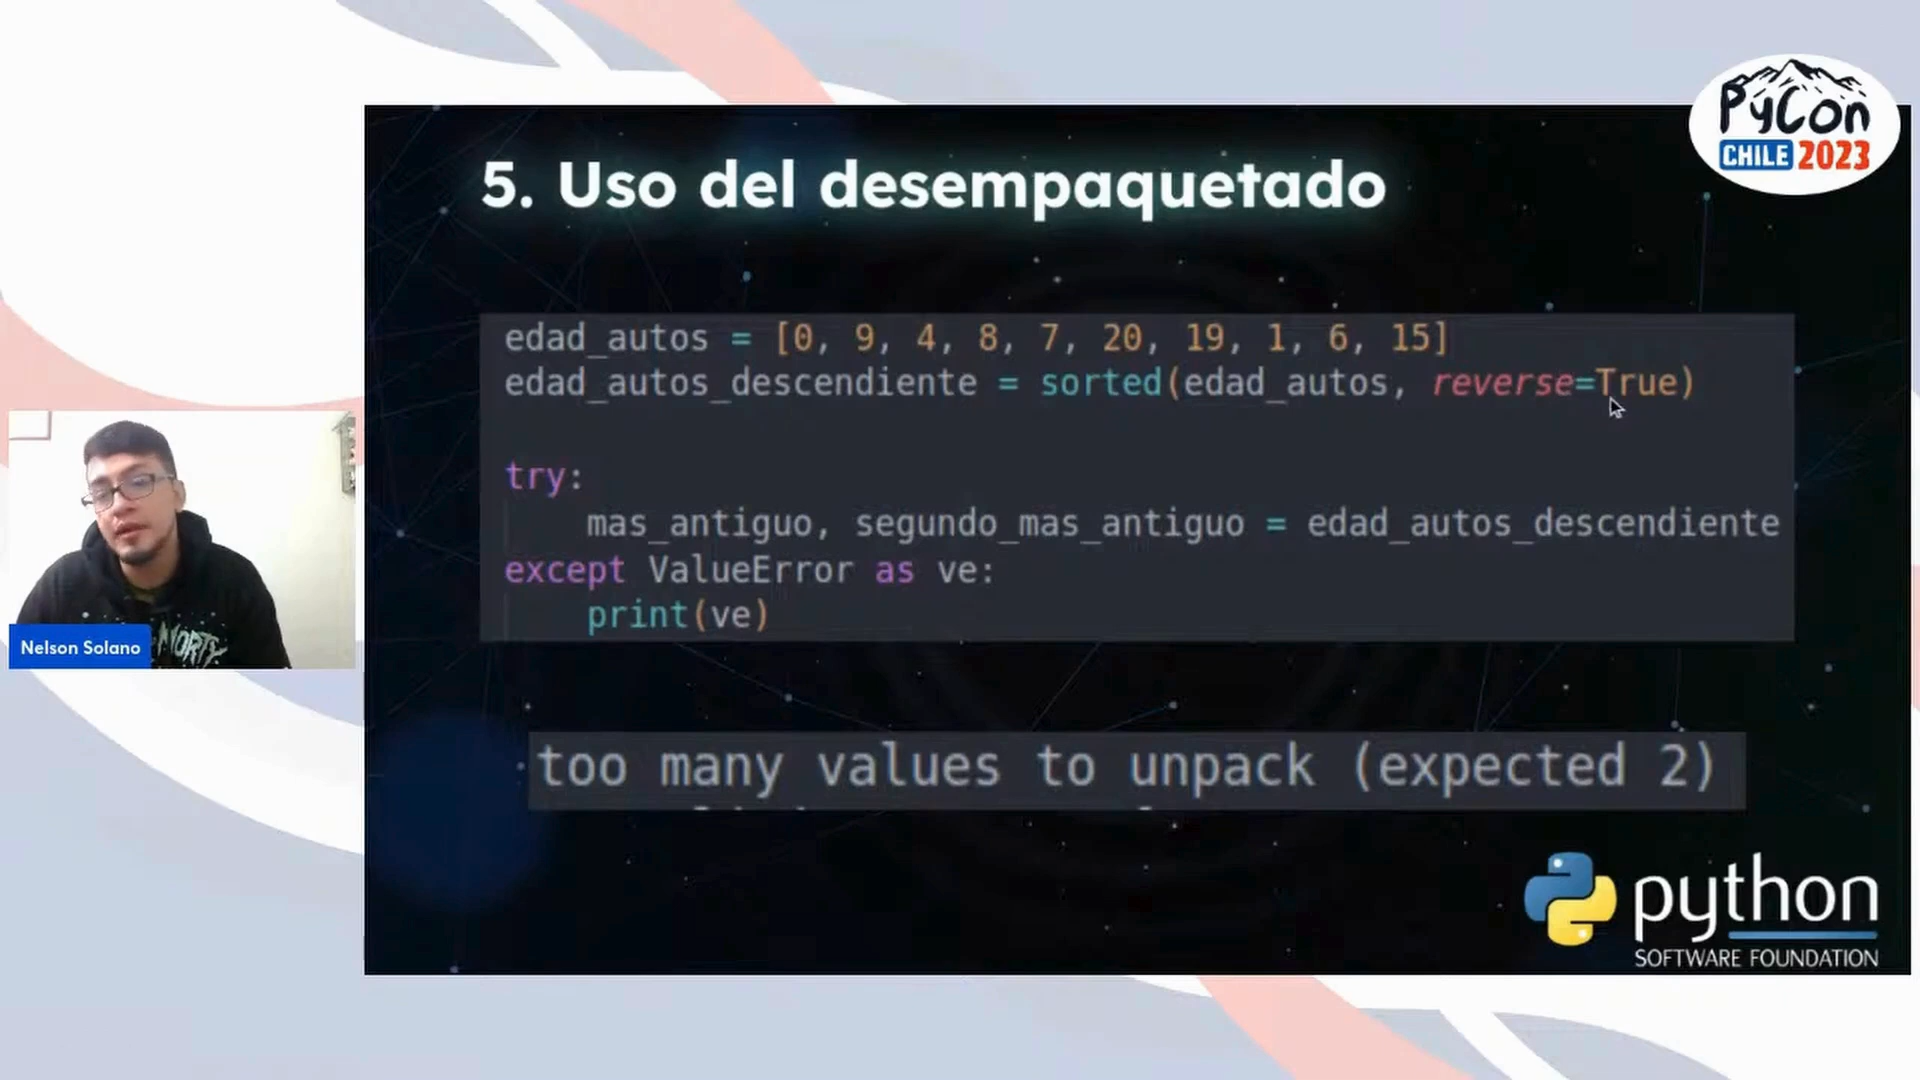 PyCon
CHILE 2023
5. Uso del desempaquetado
edad_autos = [0, 9, 4, 8, 7, 20, 19, 1, 6, 15]
edad_autos_descendiente = sorted(edad_autos, reverse=True)
try:
mas_antiguo, segundo_mas_antiguo = edad_autos_descendiente
except ValueError as ve:
print(ve)
MORTY
Nelson Solano
too many values to unpack (expected 2)
python
SOFTWARE FOUNDATION